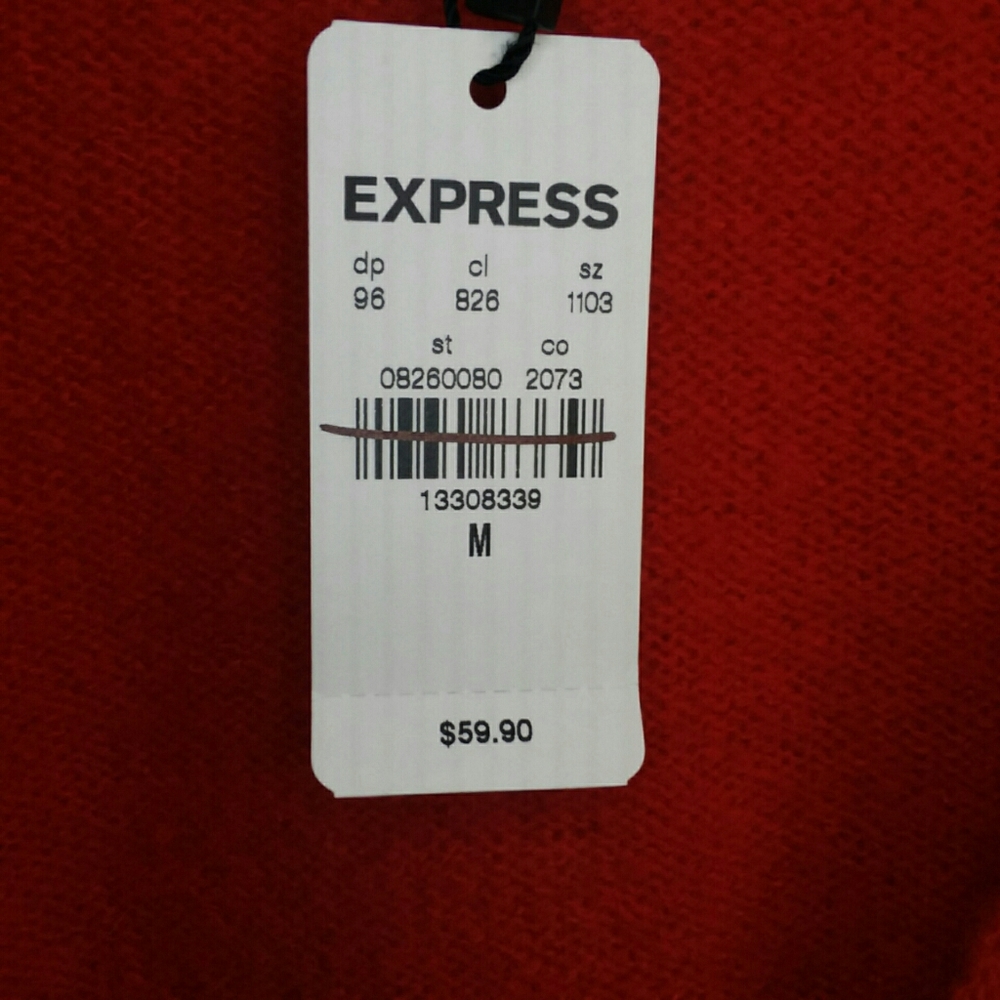 EXPRESS
dp cl sz
96 826 1103
st co
08260080 2073
13308339
M
$59.90